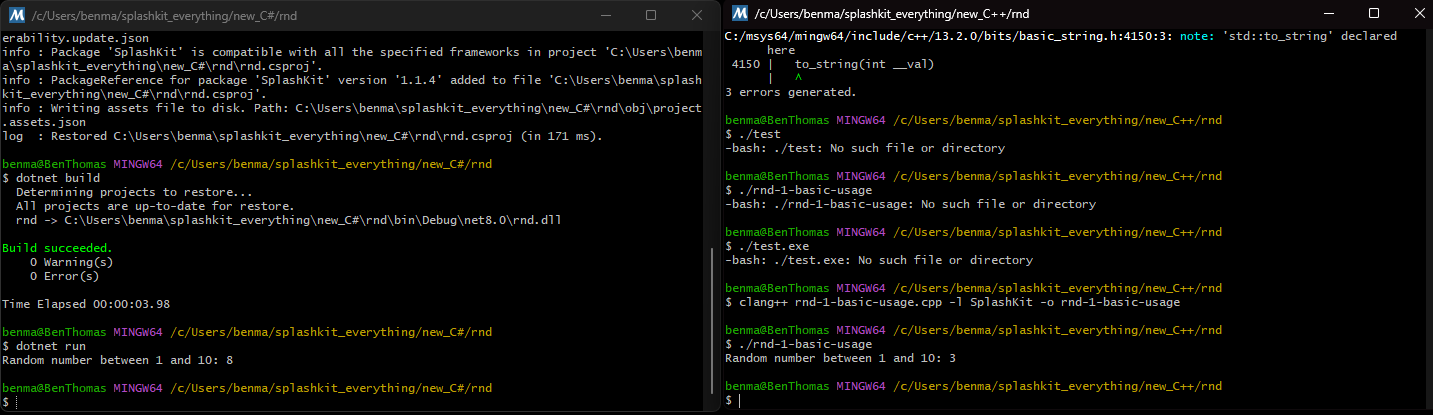 /c/Users/benma/splashkit_everything/new_C#/rnd
erability.update.json
info : Package 'SplashKit' is compatible with all the specified frameworks in project 'C:\Users\benm
a\splashkit_everything\new_C#\rnd\rnd.csproj'.
info : PackageReference for package 'SplashKit' version '1.1.4' added to file 'C:\Users\benma\splash
kit_everything\new_C#\rnd\rnd.csproj'.
info : Writing assets file to disk. Path: C:\Users\benma\splashkit_everything\new_C#\rnd\obj\project
.assets.json
log  : Restored C:\Users\benma\splashkit_everything\new_C#\rnd\rnd.csproj (in 171 ms).
benma@BenThomas MINGW64 /c/Users/benma/splashkit_everything/new_C#/rnd
$ dotnet build
  Determining projects to restore...
  All projects are up-to-date for restore.
  rnd -> C:\Users\benma\splashkit_everything\new_C#\rnd\bin\Debug\net8.0\rnd.dll
Build succeeded.
    0 Warning(s)
    0 Error(s)
Time Elapsed 00:00:03.98
benma@BenThomas MINGW64 /c/Users/benma/splashkit_everything/new_C#/rnd
$ dotnet run
Random number between 1 and 10: 8
benma@BenThomas MINGW64 /c/Users/benma/splashkit_everything/new_C#/rnd
$
/c/Users/benma/splashkit_everything/new_C++/rnd
C:/msys64/mingw64/include/c++/13.2.0/bits/basic_string.h:4150:3: note: 'std::to_string' declared
      here
 4150 |   to_string(int __val)
      |   ^
3 errors generated.
benma@BenThomas MINGW64 /c/Users/benma/splashkit_everything/new_C++/rnd
$ ./test
-bash: ./test: No such file or directory
benma@BenThomas MINGW64 /c/Users/benma/splashkit_everything/new_C++/rnd
$ ./rnd-1-basic-usage
-bash: ./rnd-1-basic-usage: No such file or directory
benma@BenThomas MINGW64 /c/Users/benma/splashkit_everything/new_C++/rnd
$ ./test.exe
-bash: ./test.exe: No such file or directory
benma@BenThomas MINGW64 /c/Users/benma/splashkit_everything/new_C++/rnd
$ clang++ rnd-1-basic-usage.cpp -l SplashKit -o rnd-1-basic-usage
benma@BenThomas MINGW64 /c/Users/benma/splashkit_everything/new_C++/rnd
$ ./rnd-1-basic-usage
Random number between 1 and 10: 3
benma@BenThomas MINGW64 /c/Users/benma/splashkit_everything/new_C++/rnd
$